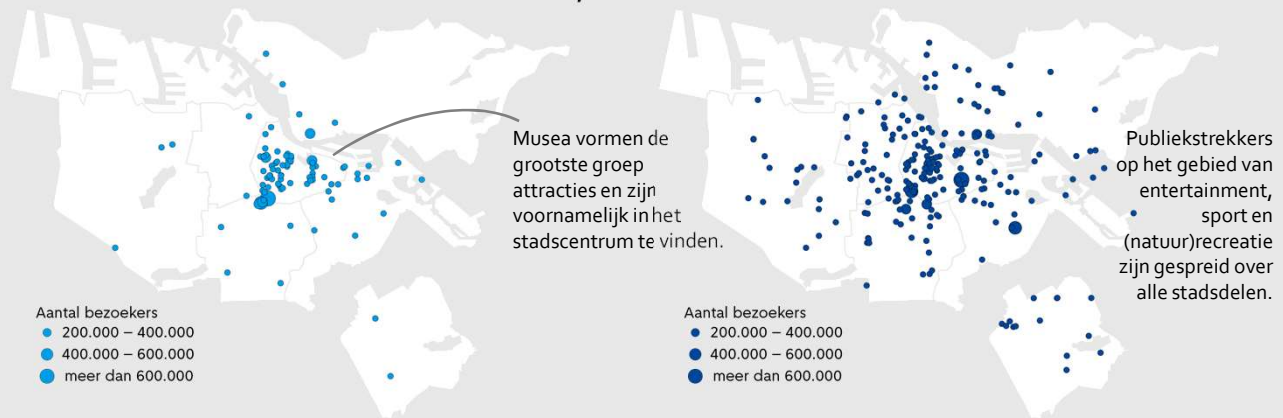 Musea vormen de
grootste groep
attracties en zijn
voornamelijk in het
stadscentrum te vinden.
Aantal bezoekers
200.000 – 400.000
400.000 – 600.000
meer dan 600.000
Publiekstrekkers
op het gebied van
entertainment,
sport en
(natuur)recreatie
zijn gespreid over
alle stadsdelen.
Aantal bezoekers
200.000 – 400.000
400.000 – 600.000
meer dan 600.000